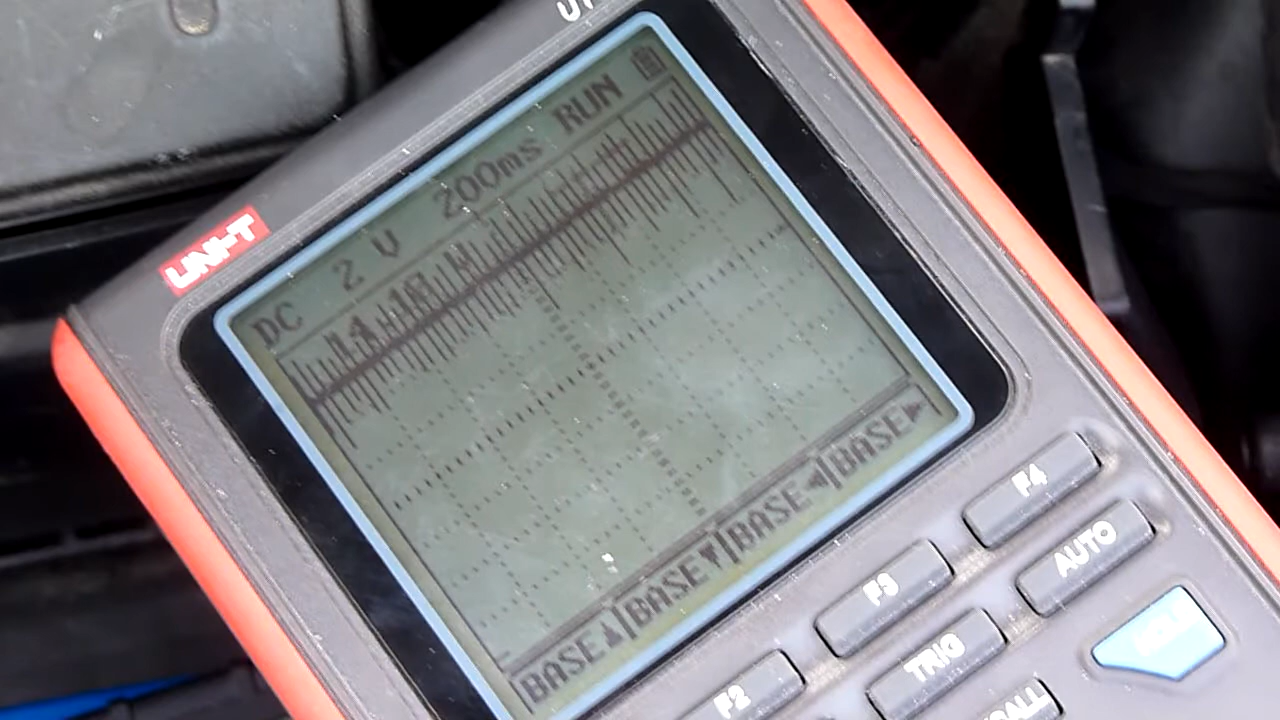 UNI-T
DC 2 V 200ms RUN
BASE▲ BASE▼ BASE◀ BASE▶
F4
F3 AUTO
F2 TRIG